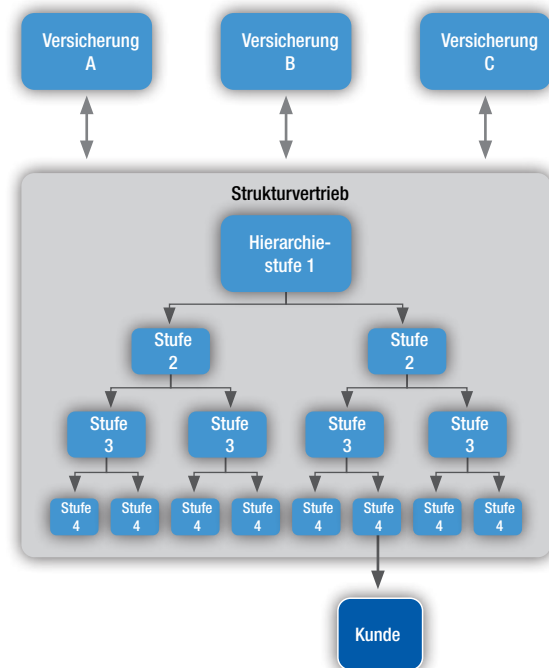 Versicherung
A
Versicherung
B
Versicherung
C
Strukturvertrieb
Hierarchie-
stufe 1
Stufe
2
Stufe
2
Stufe
3
Stufe
3
Stufe
3
Stufe
3
Stufe
4
Stufe
4
Stufe
4
Stufe
4
Stufe
4
Stufe
4
Stufe
4
Stufe
4
Kunde